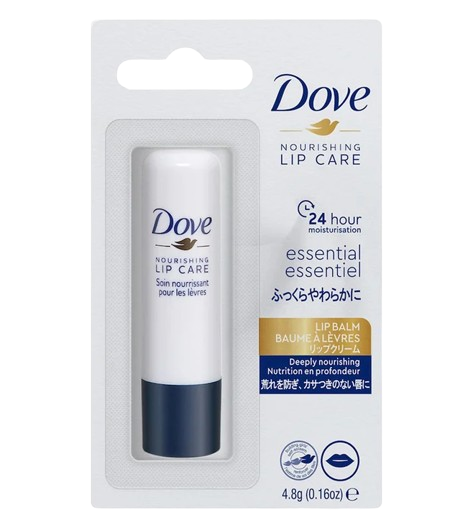 Dove
NOURISHING
LIP CARE
24 hour
moisturisation
essential
essentiel
ふっくらやわらかに
LIP BALM
BAUME À LÈVRES
リップクリーム
Deeply nourishing
Nutrition en profondeur
荒れを防ぎ、カサつきのない唇に
4.8g (0.16oz) ℮
Dove
NOURISHING
LIP CARE
Soin nourrissant
pour les lèvres